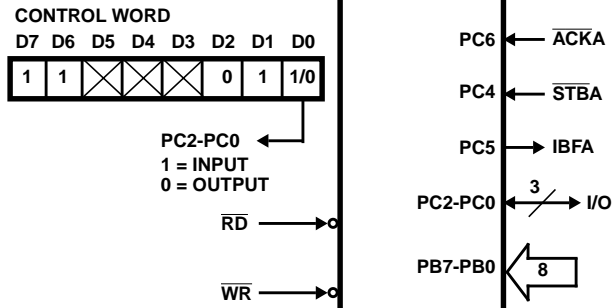 CONTROL WORD
D7 D6 D5 D4 D3 D2 D1 D0
1 1 0 1 1/0
PC2-PC0
1 = INPUT
0 = OUTPUT
RD
WR
PC6 ACKA
PC4 STBA
PC5 IBFA
PC2-PC0 3 I/O
PB7-PB0 8